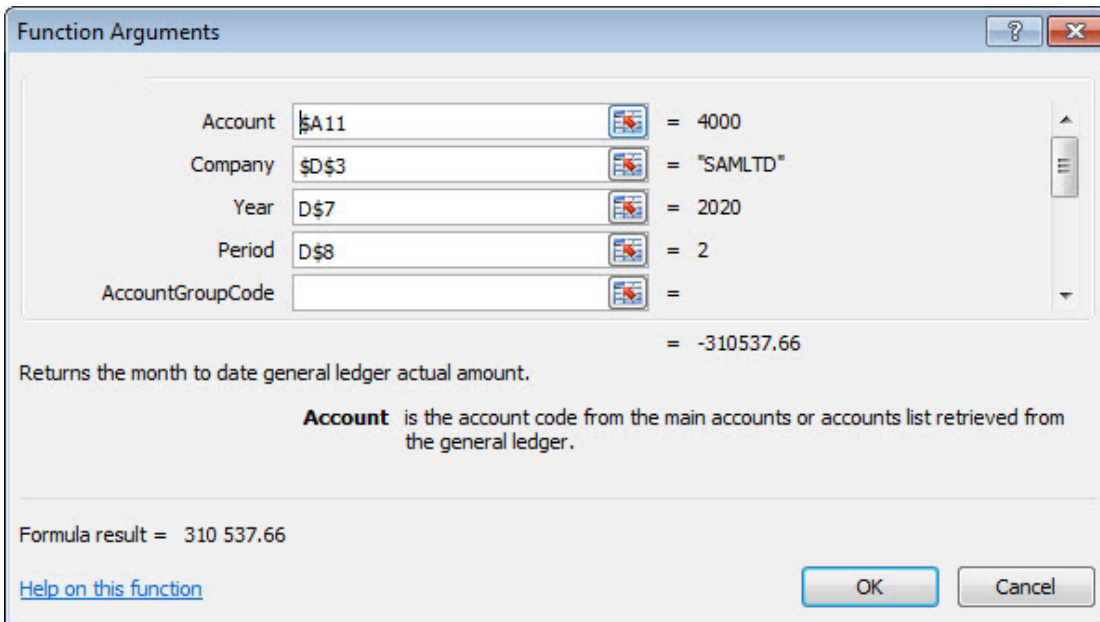 Function Arguments
Account $A11 = 4000
Company $D$3 = "SAMLTD"
Year D$7 = 2020
Period D$8 = 2
AccountGroupCode =
= -310537.66
Returns the month to date general ledger actual amount.
Account is the account code from the main accounts or accounts list retrieved from
the general ledger.
Formula result = 310 537.66
Help on this function OK Cancel